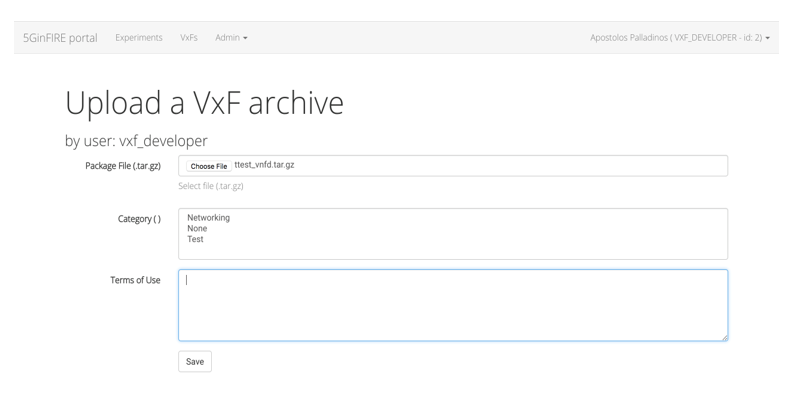 5GinFIRE portal Experiments VxFs Admin Apostolos Palladinos ( VXF_DEVELOPER - id: 2)
Upload a VxF archive
by user: vxf_developer
Package File (.tar.gz) Choose File ttest_vnfd.tar.gz
Select file (.tar.gz)
Category ( ) Networking
None
Test
Terms of Use
Save